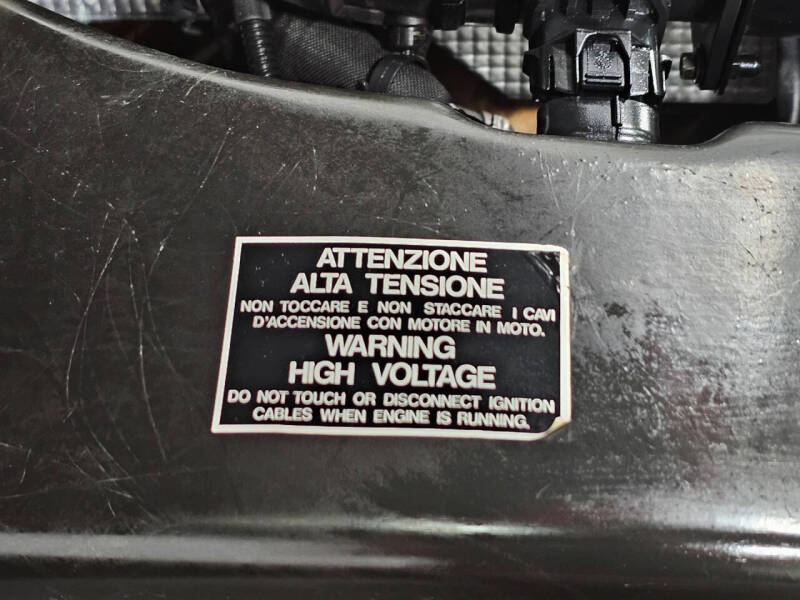 ATTENZIONE
ALTA TENSIONE
NON TOCCARE E NON STACCARE I CAVI
D'ACCENSIONE CON MOTORE IN MOTO.
WARNING
HIGH VOLTAGE
DO NOT TOUCH OR DISCONNECT IGNITION
CABLES WHEN ENGINE IS RUNNING.